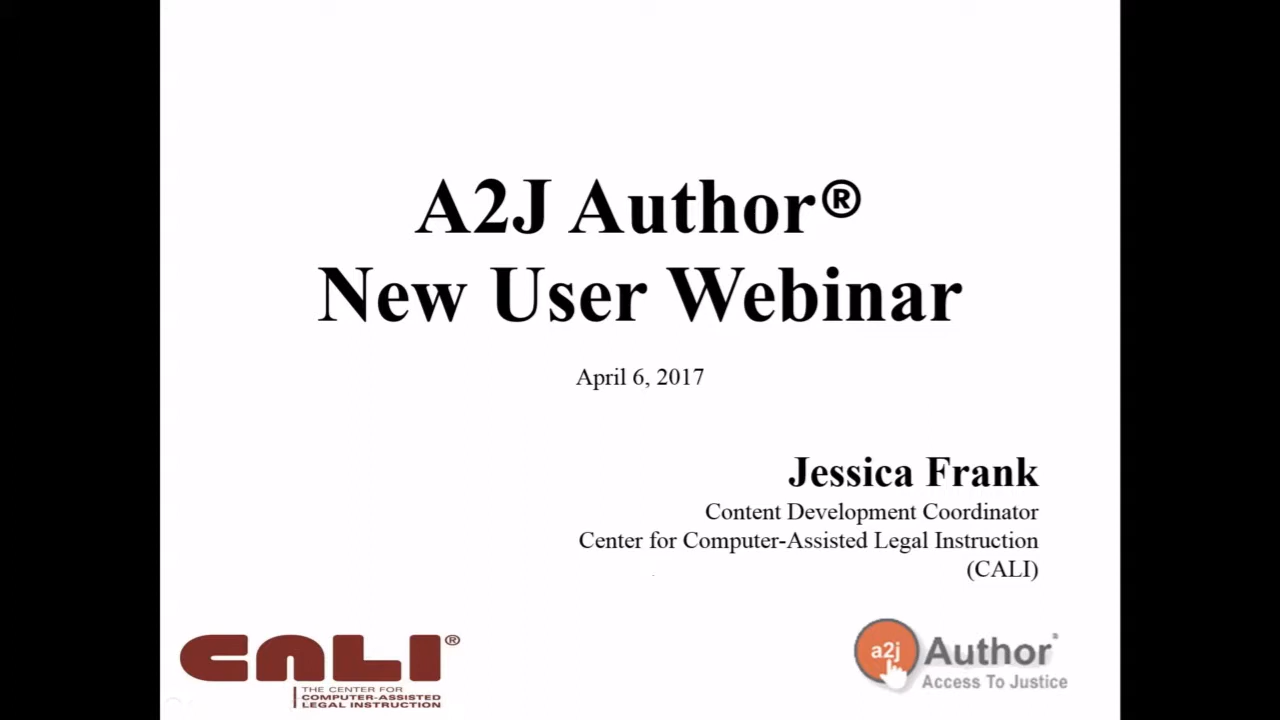 A2J Author®
New User Webinar
April 6, 2017
Jessica Frank
Content Development Coordinator
Center for Computer-Assisted Legal Instruction
(CALI)
CALI®
THE CENTER FOR
COMPUTER-ASSISTED
LEGAL INSTRUCTION
a2j Author®
Access To Justice